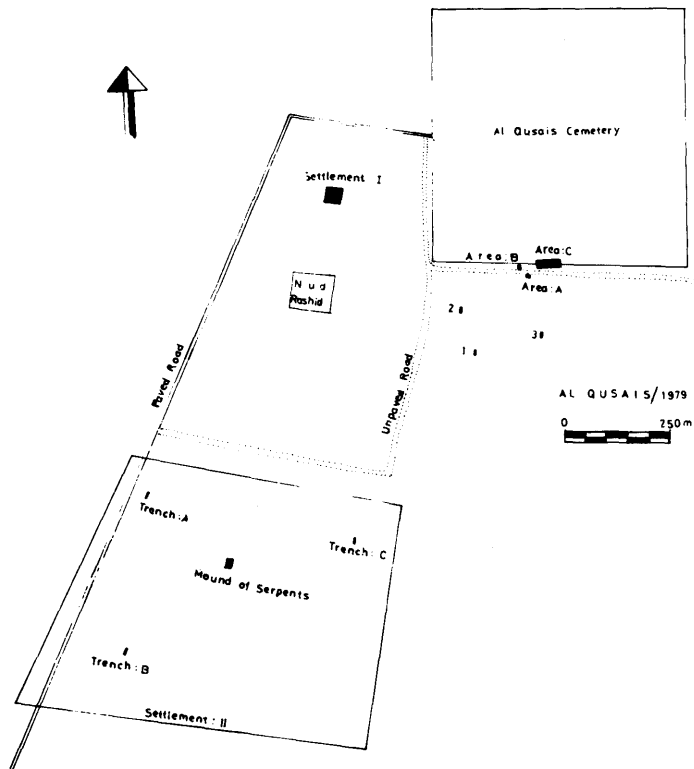 Al Qusais Cemetery
Settlement I
Area:B
Area:C
Area:A
Nud
Rashid
2
3
1
Paved Road
Unpaved Road
AL QUSAIS/1979
0 250m
Trench:A
Trench:C
Mound of Serpents
Trench:B
Settlement:II